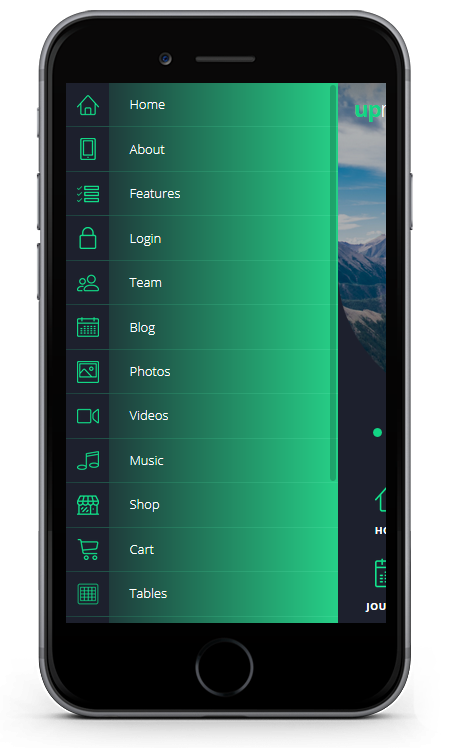 Home
About
Features
Login
Team
Blog
Photos
Videos
Music
Shop
Cart
Tables
up
HO
JOU